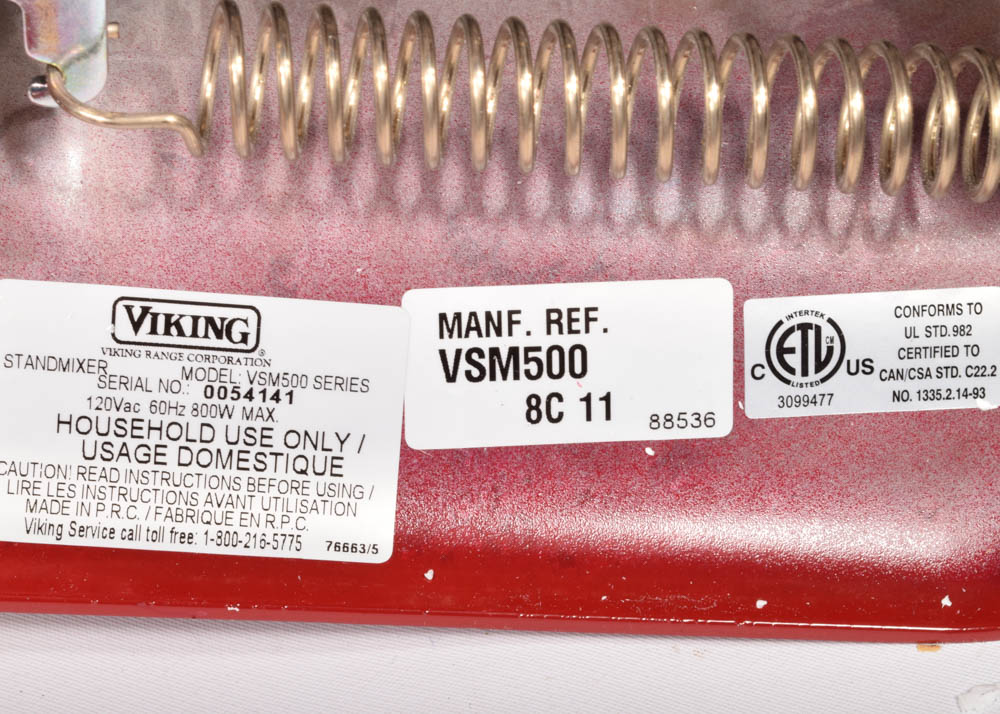 VIKING
VIKING RANGE CORPORATION®
STANDMIXER MODEL: VSM500 SERIES
SERIAL NO.: 0054141
120Vac 60Hz 800W MAX.
HOUSEHOLD USE ONLY /
USAGE DOMESTIQUE
CAUTION! READ INSTRUCTIONS BEFORE USING /
LIRE LES INSTRUCTIONS AVANT UTILISATION
MADE IN P.R.C. / FABRIQUE EN R.P.C.
Viking Service call toll free: 1-800-216-5775
76663/5
MANF. REF.
VSM500
8C 11
88536
INTERTEK
C ETL CM US
LISTED
3099477
CONFORMS TO
UL STD. 982
CERTIFIED TO
CAN/CSA STD. C22.2
NO. 1335.2.14-93